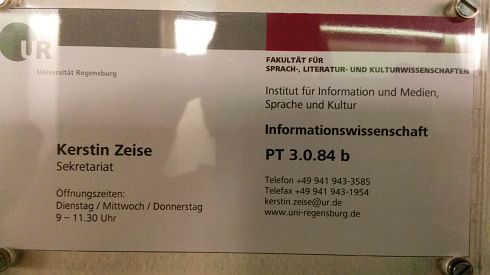 UR
Universität Regensburg
FAKULTÄT FÜR
SPRACH-, LITERATUR- UND KULTURWISSENSCHAFTEN
Institut für Information und Medien,
Sprache und Kultur
Informationswissenschaft
PT 3.0.84 b
Telefon +49 941 943-3585
Telefax +49 941 943-1954
kerstin.zeise@ur.de
www.uni-regensburg.de
Kerstin Zeise
Sekretariat
Öffnungszeiten:
Dienstag / Mittwoch / Donnerstag
9 – 11.30 Uhr